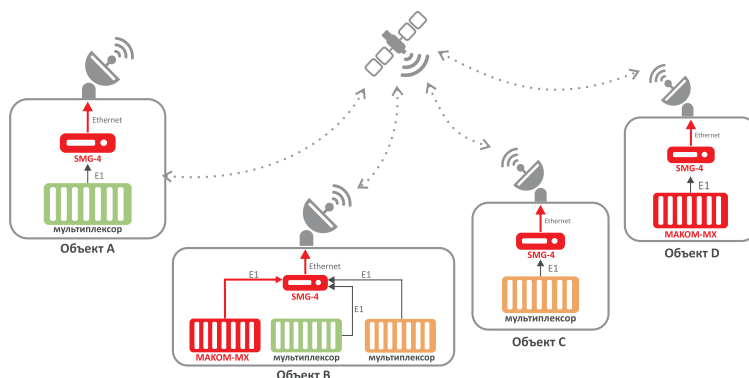 Ethernet
SMG-4
E1
мультиплексор
Объект А
Ethernet
E1
E1
SMG-4
E1
МАКОМ-МХ
мультиплексор
мультиплексор
Объект В
Ethernet
SMG-4
E1
мультиплексор
Объект С
Ethernet
SMG-4
E1
МАКОМ-МХ
Объект D